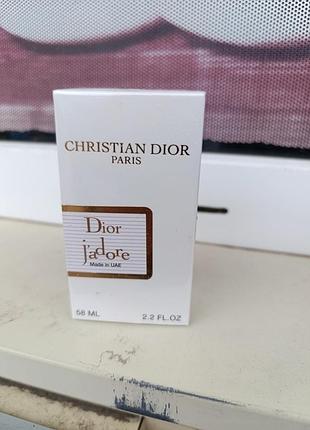 CHRISTIAN DIOR
PARIS
Dior
j'adore
Made in UAE
58 ML 2.2 FL.OZ